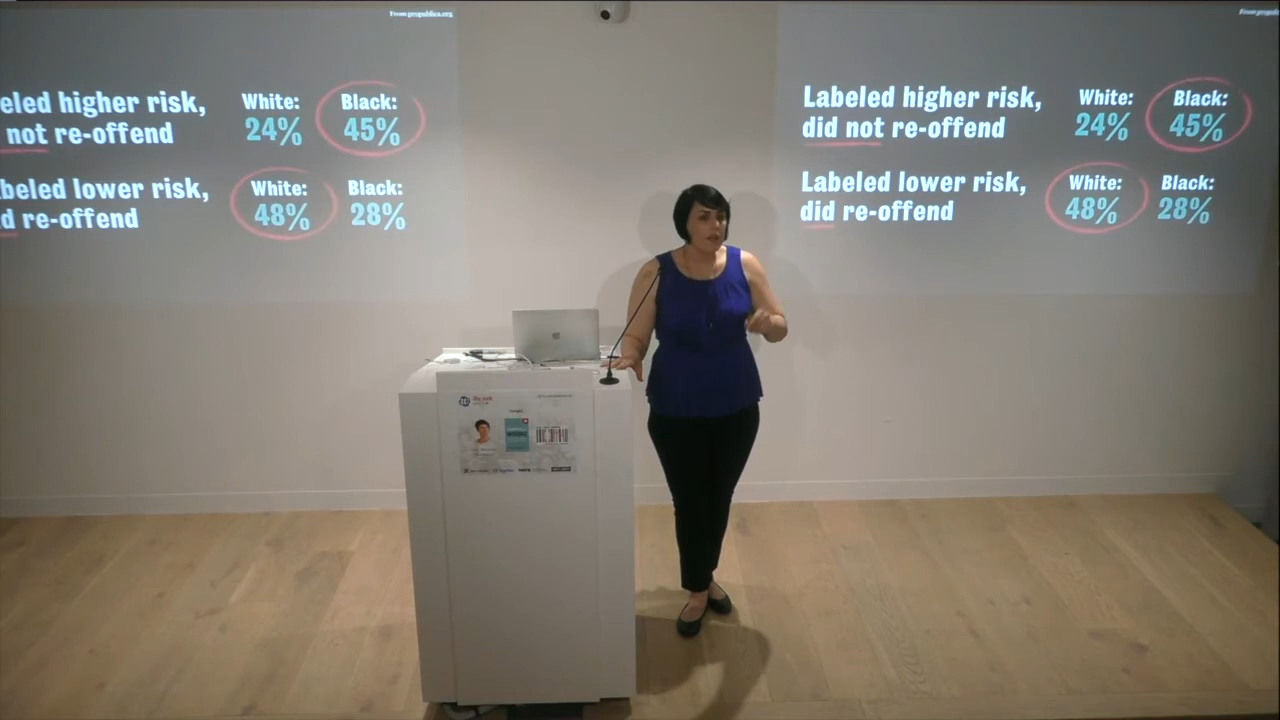 From propublica.org
eled higher risk,
not re-offend
White:
24%
Black:
45%
beled lower risk,
d re-offend
White:
48%
Black:
28%
Labeled higher risk,
did not re-offend
White:
24%
Black:
45%
Labeled lower risk,
did re-offend
White:
48%
Black:
28%